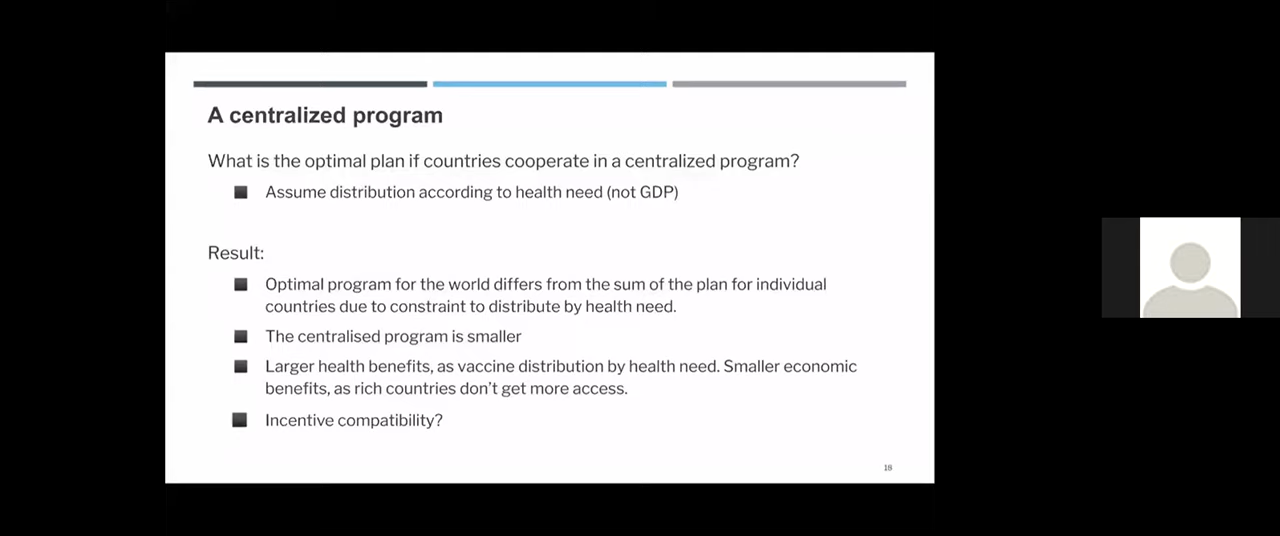 A centralized program
What is the optimal plan if countries cooperate in a centralized program?
Assume distribution according to health need (not GDP)
Result:
Optimal program for the world differs from the sum of the plan for individual
countries due to constraint to distribute by health need.
The centralised program is smaller
Larger health benefits, as vaccine distribution by health need. Smaller economic
benefits, as rich countries don't get more access.
Incentive compatibility?
18